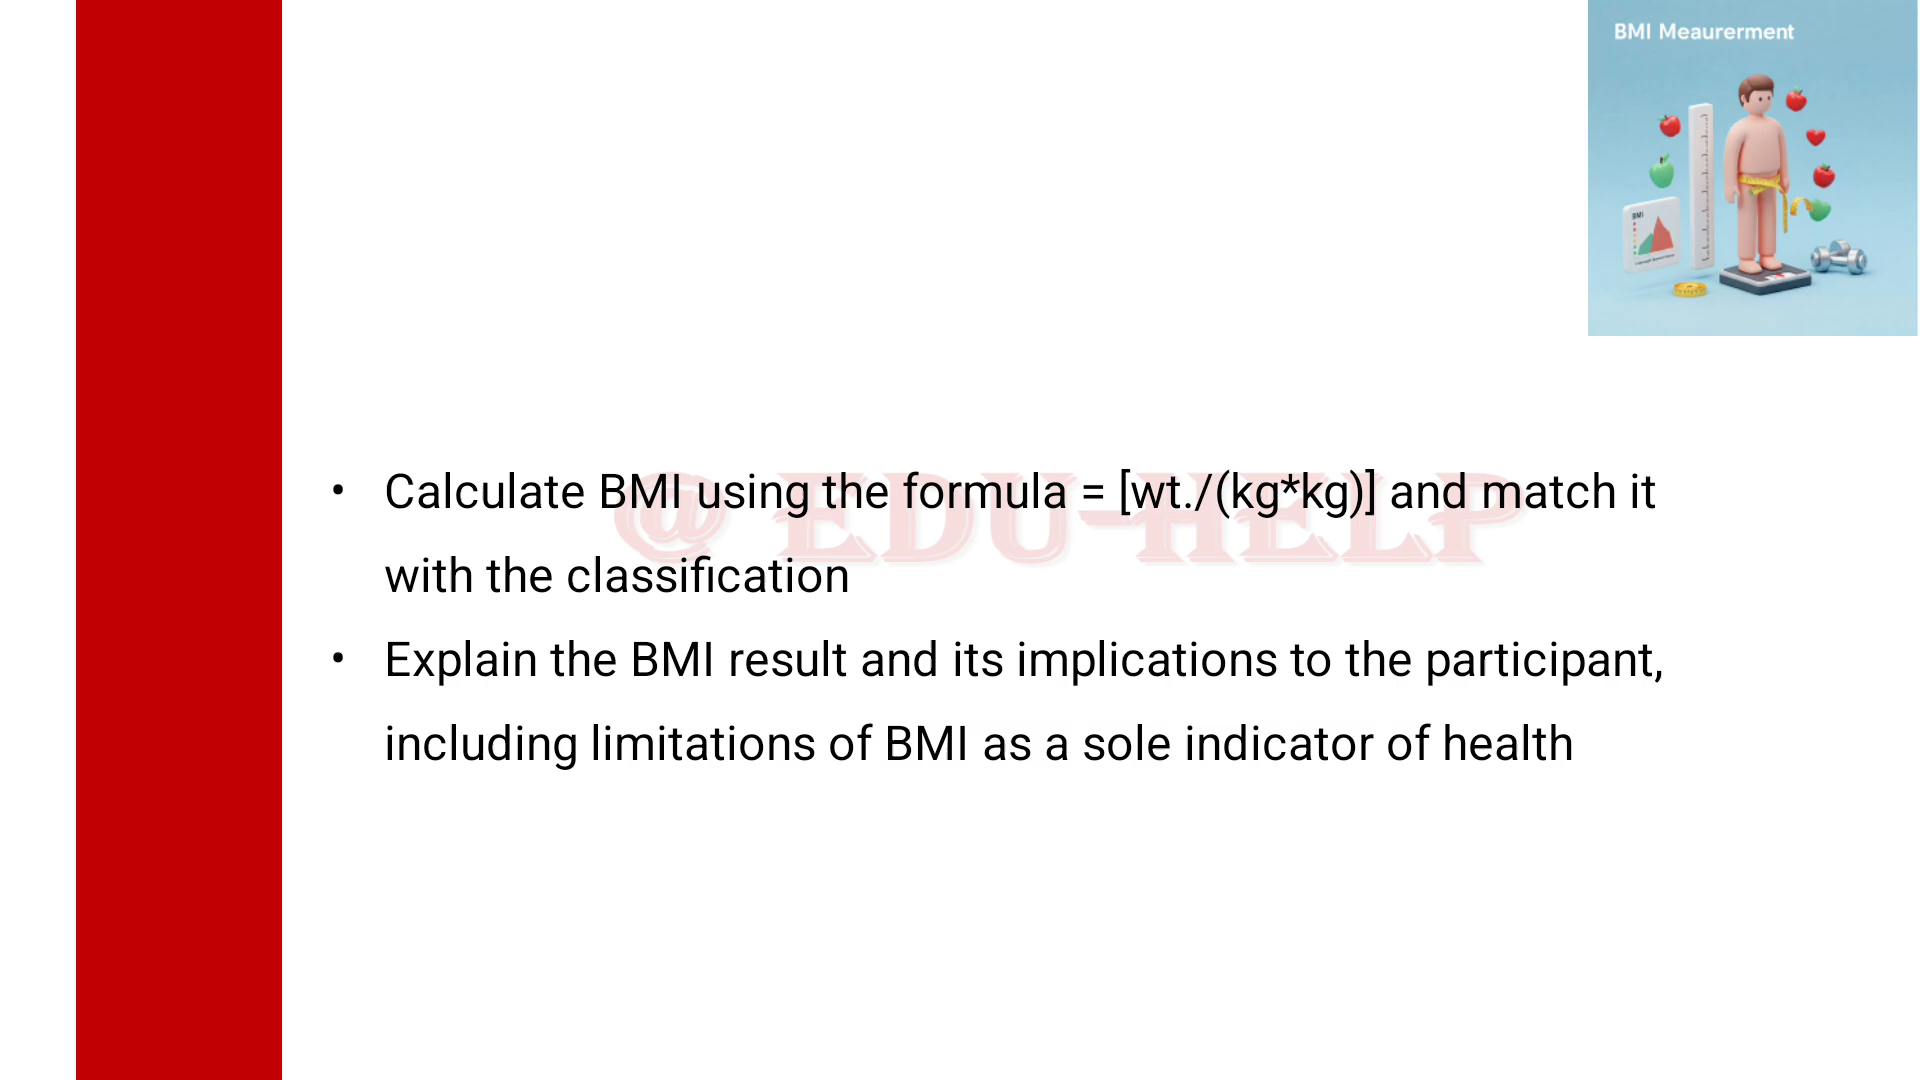 BMI Meaurerment
BMI
• Calculate BMI using the formula = [wt./(kg*kg)] and match it
with the classification
• Explain the BMI result and its implications to the participant,
including limitations of BMI as a sole indicator of health
@ EDU-HELP